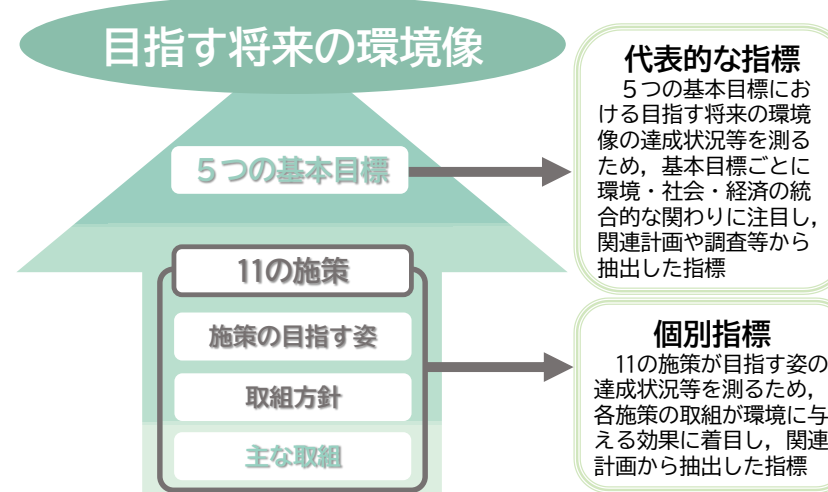 目指す将来の環境像
５つの基本目標
11の施策
施策の目指す姿
取組方針
主な取組
代表的な指標
５つの基本目標にお
ける目指す将来の環境
像の達成状況等を測る
ため，基本目標ごとに
環境・社会・経済の統
合的な関わりに注目し，
関連計画や調査等から
抽出した指標
個別指標
11の施策が目指す姿の
達成状況等を測るため，
各施策の取組が環境に与
える効果に着目し，関連
計画から抽出した指標